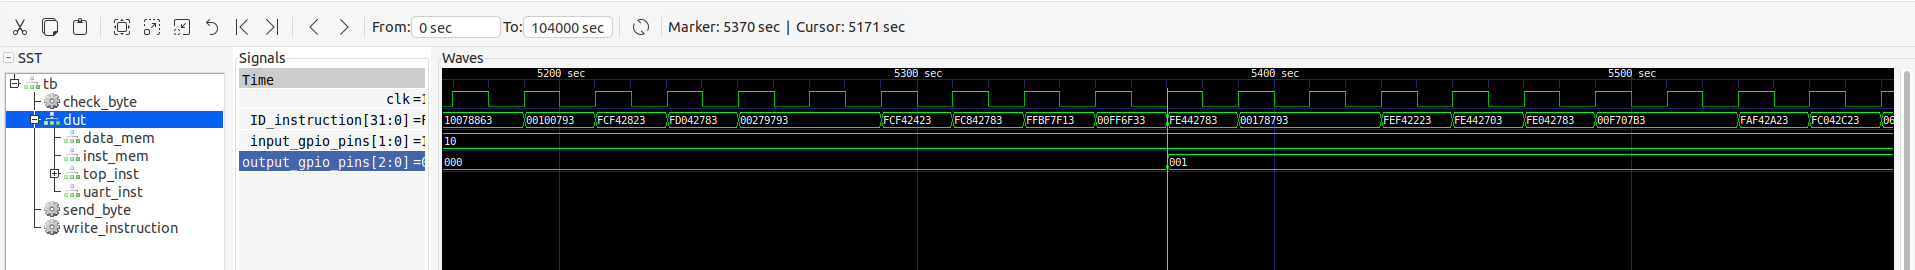 From: 0 sec To: 104000 sec Marker: 5370 sec | Cursor: 5171 sec
SST
tb
check_byte
dut
data_mem
inst_mem
top_inst
uart_inst
send_byte
write_instruction
Signals
Time
clk =1
ID_instruction[31:0] =F
input_gpio_pins[1:0] =1
output_gpio_pins[2:0] =0
Waves
5200 sec 5300 sec 5400 sec 5500 sec
10078863 00100793 FCF42823 FD042783 00279793 FCF42423 FC842783 FFBF7F13 00FF6F33 FE442783 00178793 FEF42223 FE442703 FE042783 00F707B3 FAF42A23 FC042C23 06
10
000 001